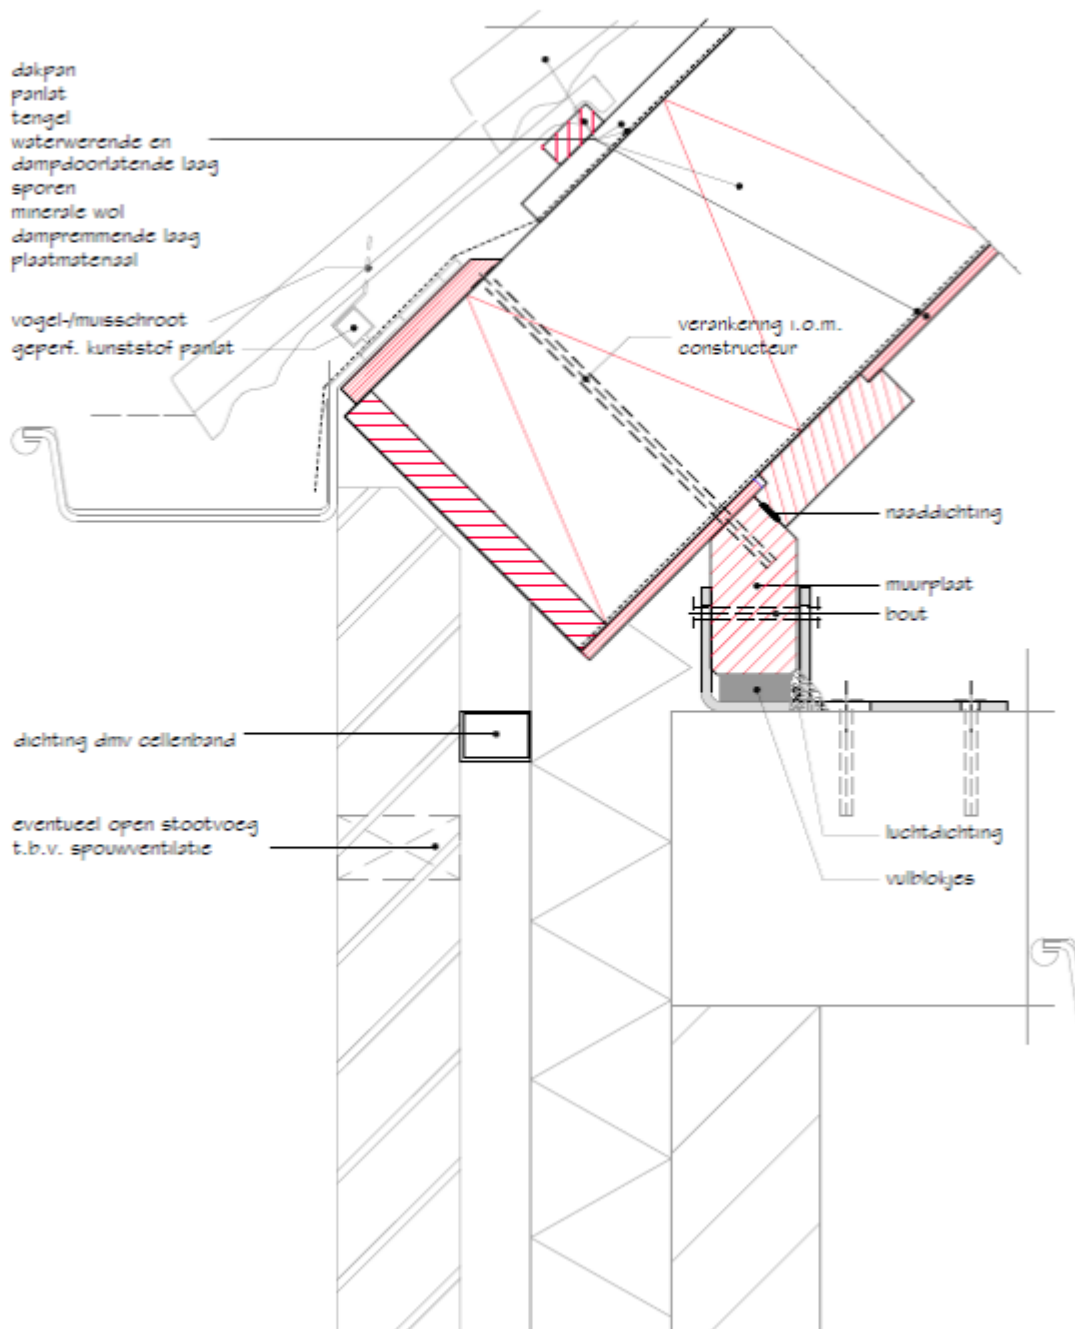 dakpan
panlat
tengel
waterwerende en
dampdoorlatende laag
sporen
minerale wol
dampremmende laag
plaatmateriaal
vogel-/muisschroot
geperf. kunststof panlat
verankering i.o.m.
constructeur
naaddichting
muurplaat
bout
dichting dmv cellenband
eventueel open stootvoeg
t.b.v. spouwventilatie
luchtdichting
vulblokjes